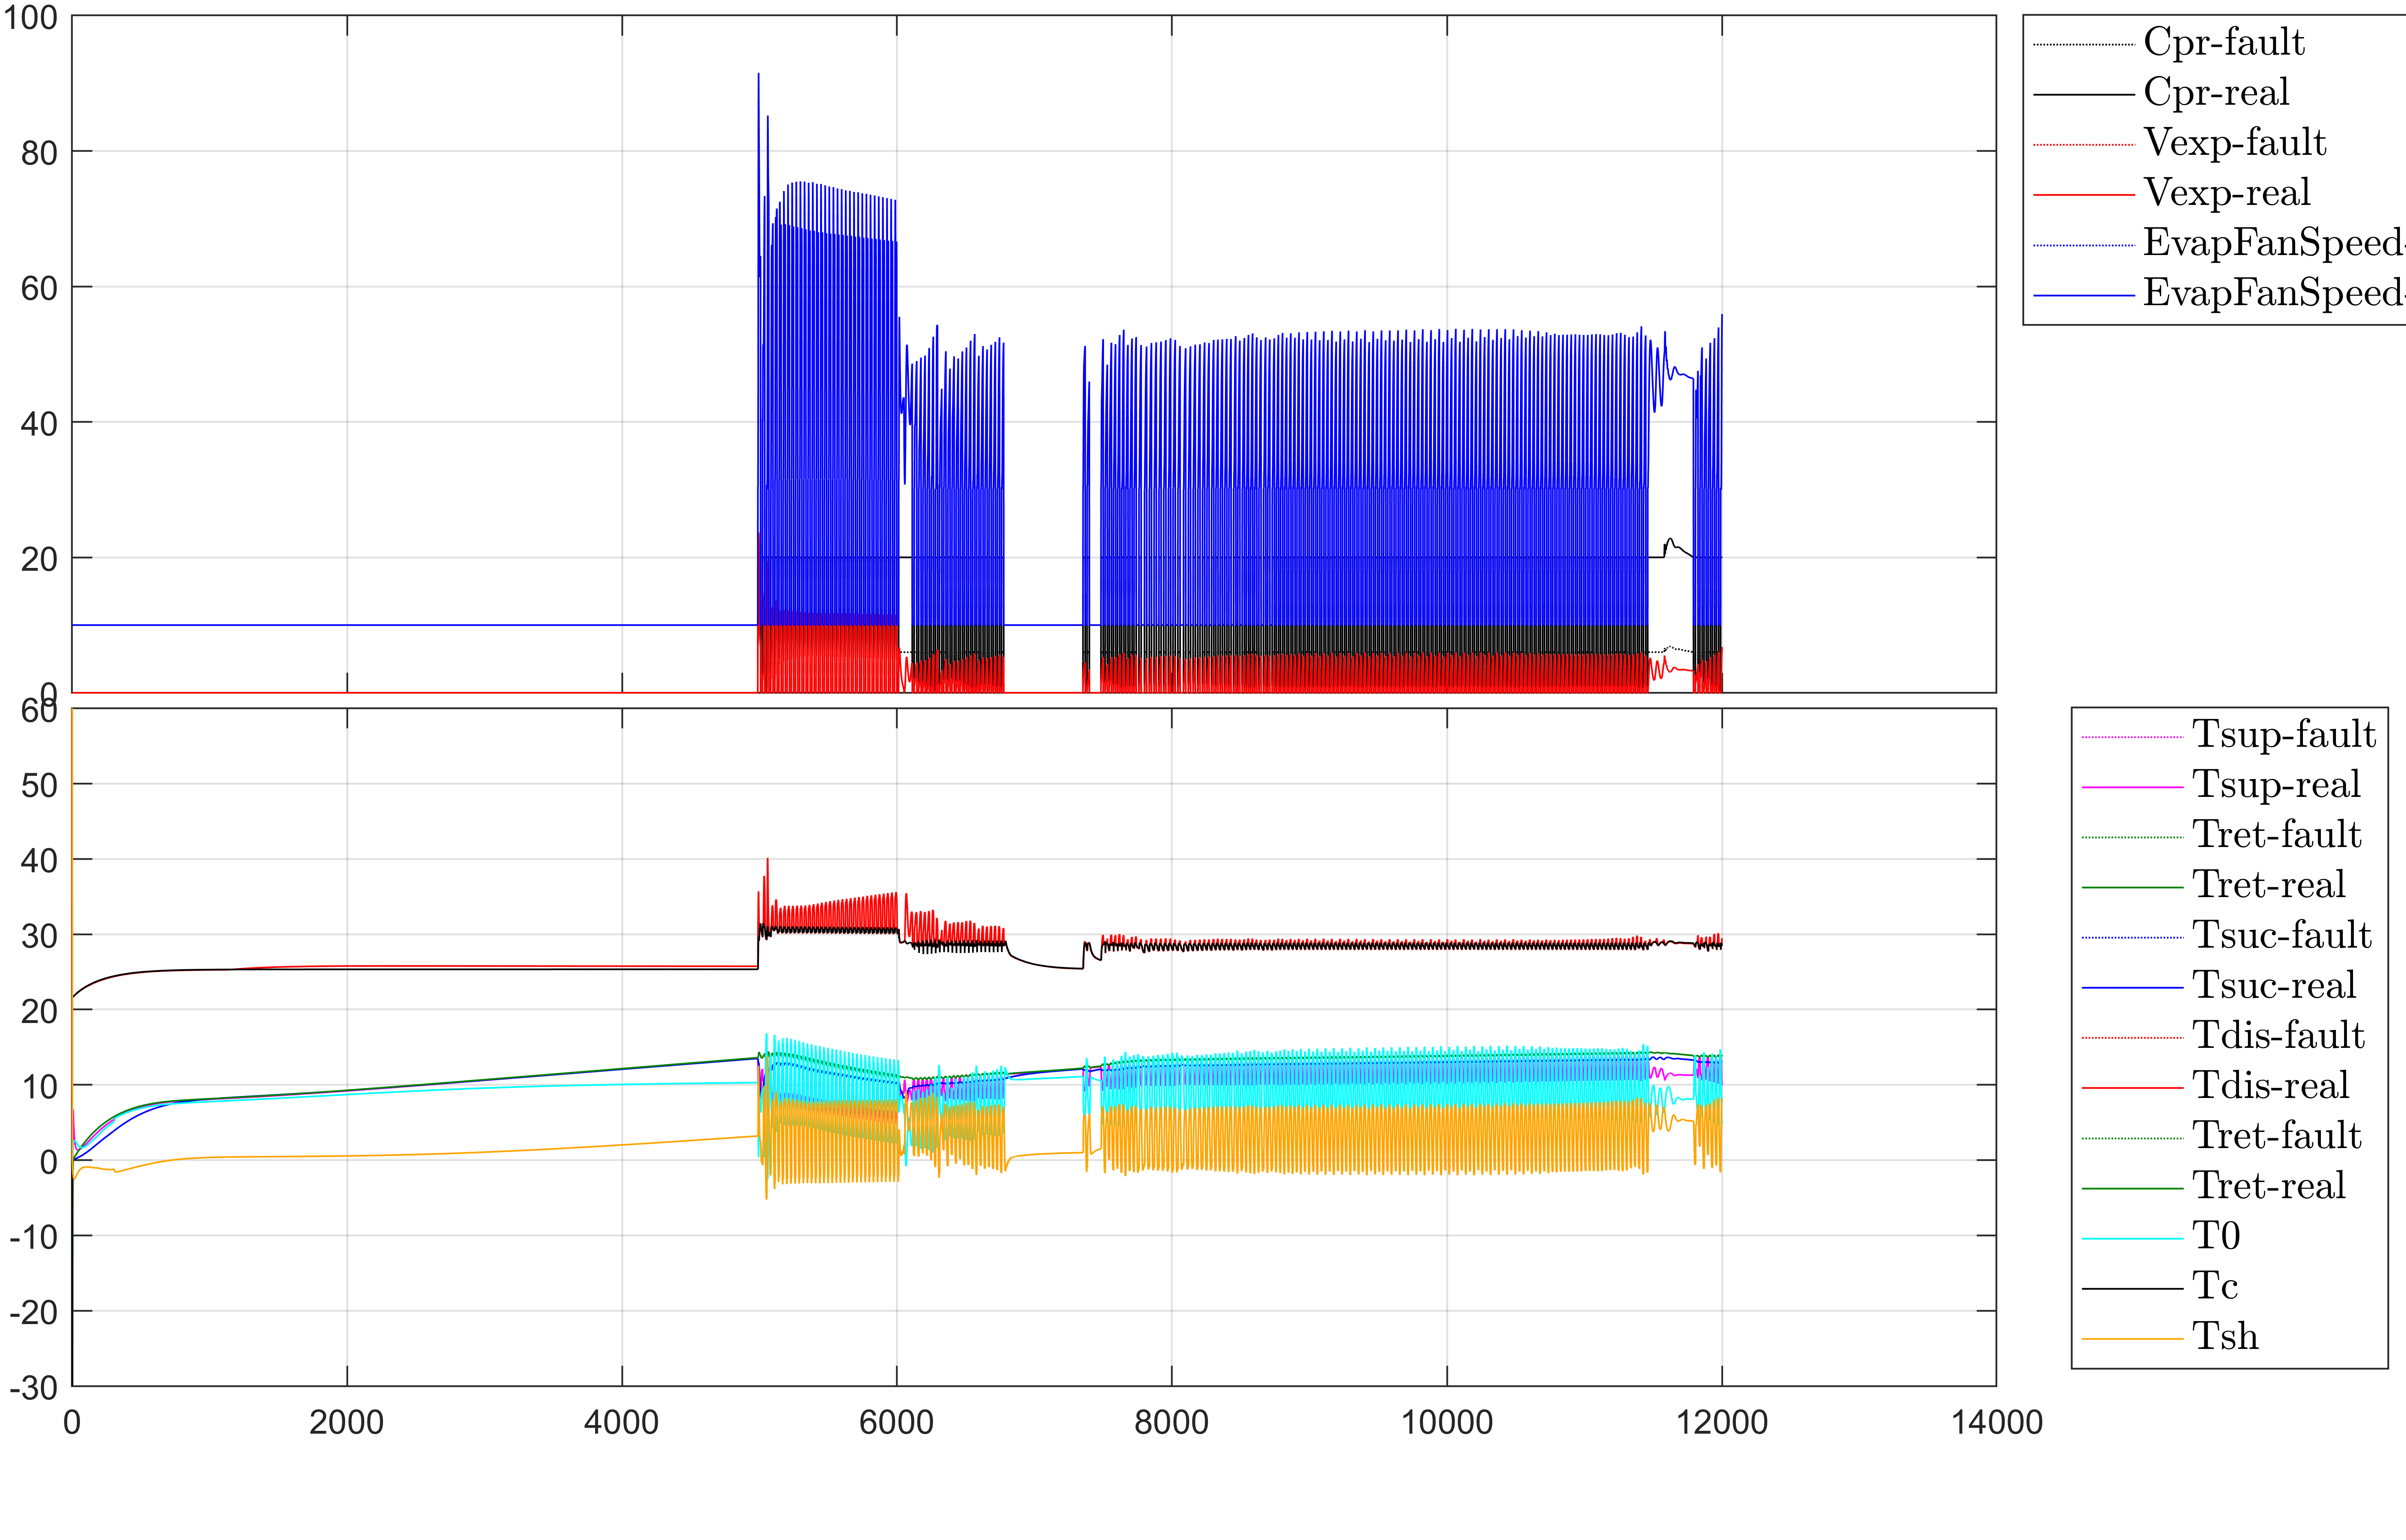 100
80
60
40
20
0
Cpr-fault
Cpr-real
Vexp-fault
Vexp-real
EvapFanSpeed-
EvapFanSpeed-
60
50
40
30
20
10
0
-10
-20
-30
0 2000 4000 6000 8000 10000 12000 14000
Tsup-fault
Tsup-real
Tret-fault
Tret-real
Tsuc-fault
Tsuc-real
Tdis-fault
Tdis-real
Tret-fault
Tret-real
T0
Tc
Tsh